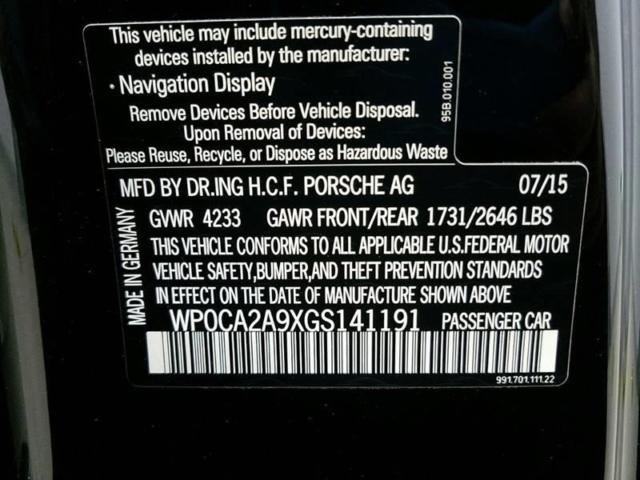 This vehicle may include mercury-containing
devices installed by the manufacturer:
• Navigation Display
Remove Devices Before Vehicle Disposal.
Upon Removal of Devices:
Please Reuse, Recycle, or Dispose as Hazardous Waste
95B.010.001
MFD BY DR.ING H.C.F. PORSCHE AG 07/15
GVWR 4233 GAWR FRONT/REAR 1731/2646 LBS
THIS VEHICLE CONFORMS TO ALL APPLICABLE U.S.FEDERAL MOTOR
VEHICLE SAFETY,BUMPER,AND THEFT PREVENTION STANDARDS
IN EFFECT ON THE DATE OF MANUFACTURE SHOWN ABOVE
MADE IN GERMANY
WP0CA2A9XGS141191 PASSENGER CAR
991.701.111.22